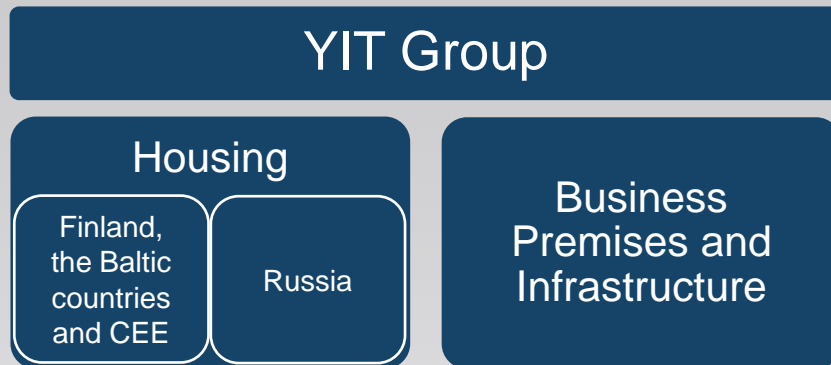 YIT Group
Housing
Finland,
the Baltic
countries
and CEE
Russia
Business
Premises and
Infrastructure